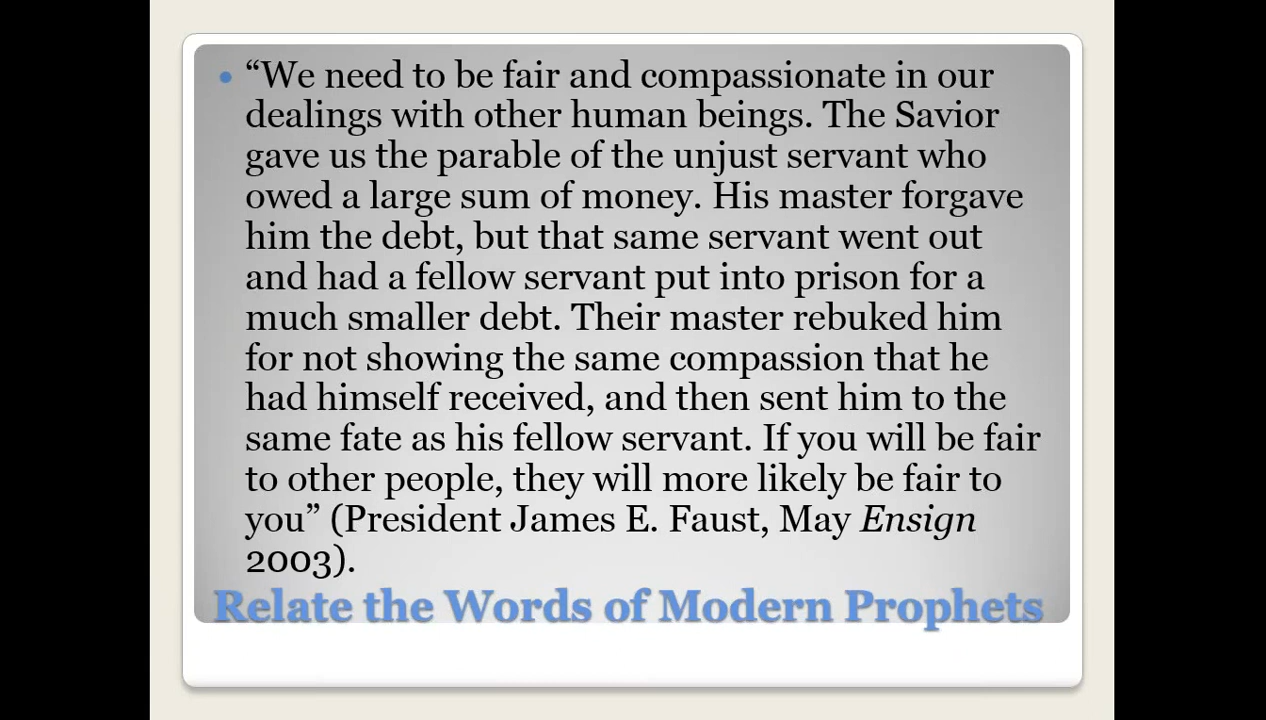 • “We need to be fair and compassionate in our
dealings with other human beings. The Savior
gave us the parable of the unjust servant who
owed a large sum of money. His master forgave
him the debt, but that same servant went out
and had a fellow servant put into prison for a
much smaller debt. Their master rebuked him
for not showing the same compassion that he
had himself received, and then sent him to the
same fate as his fellow servant. If you will be fair
to other people, they will more likely be fair to
you” (President James E. Faust, May Ensign
2003).
Relate the Words of Modern Prophets